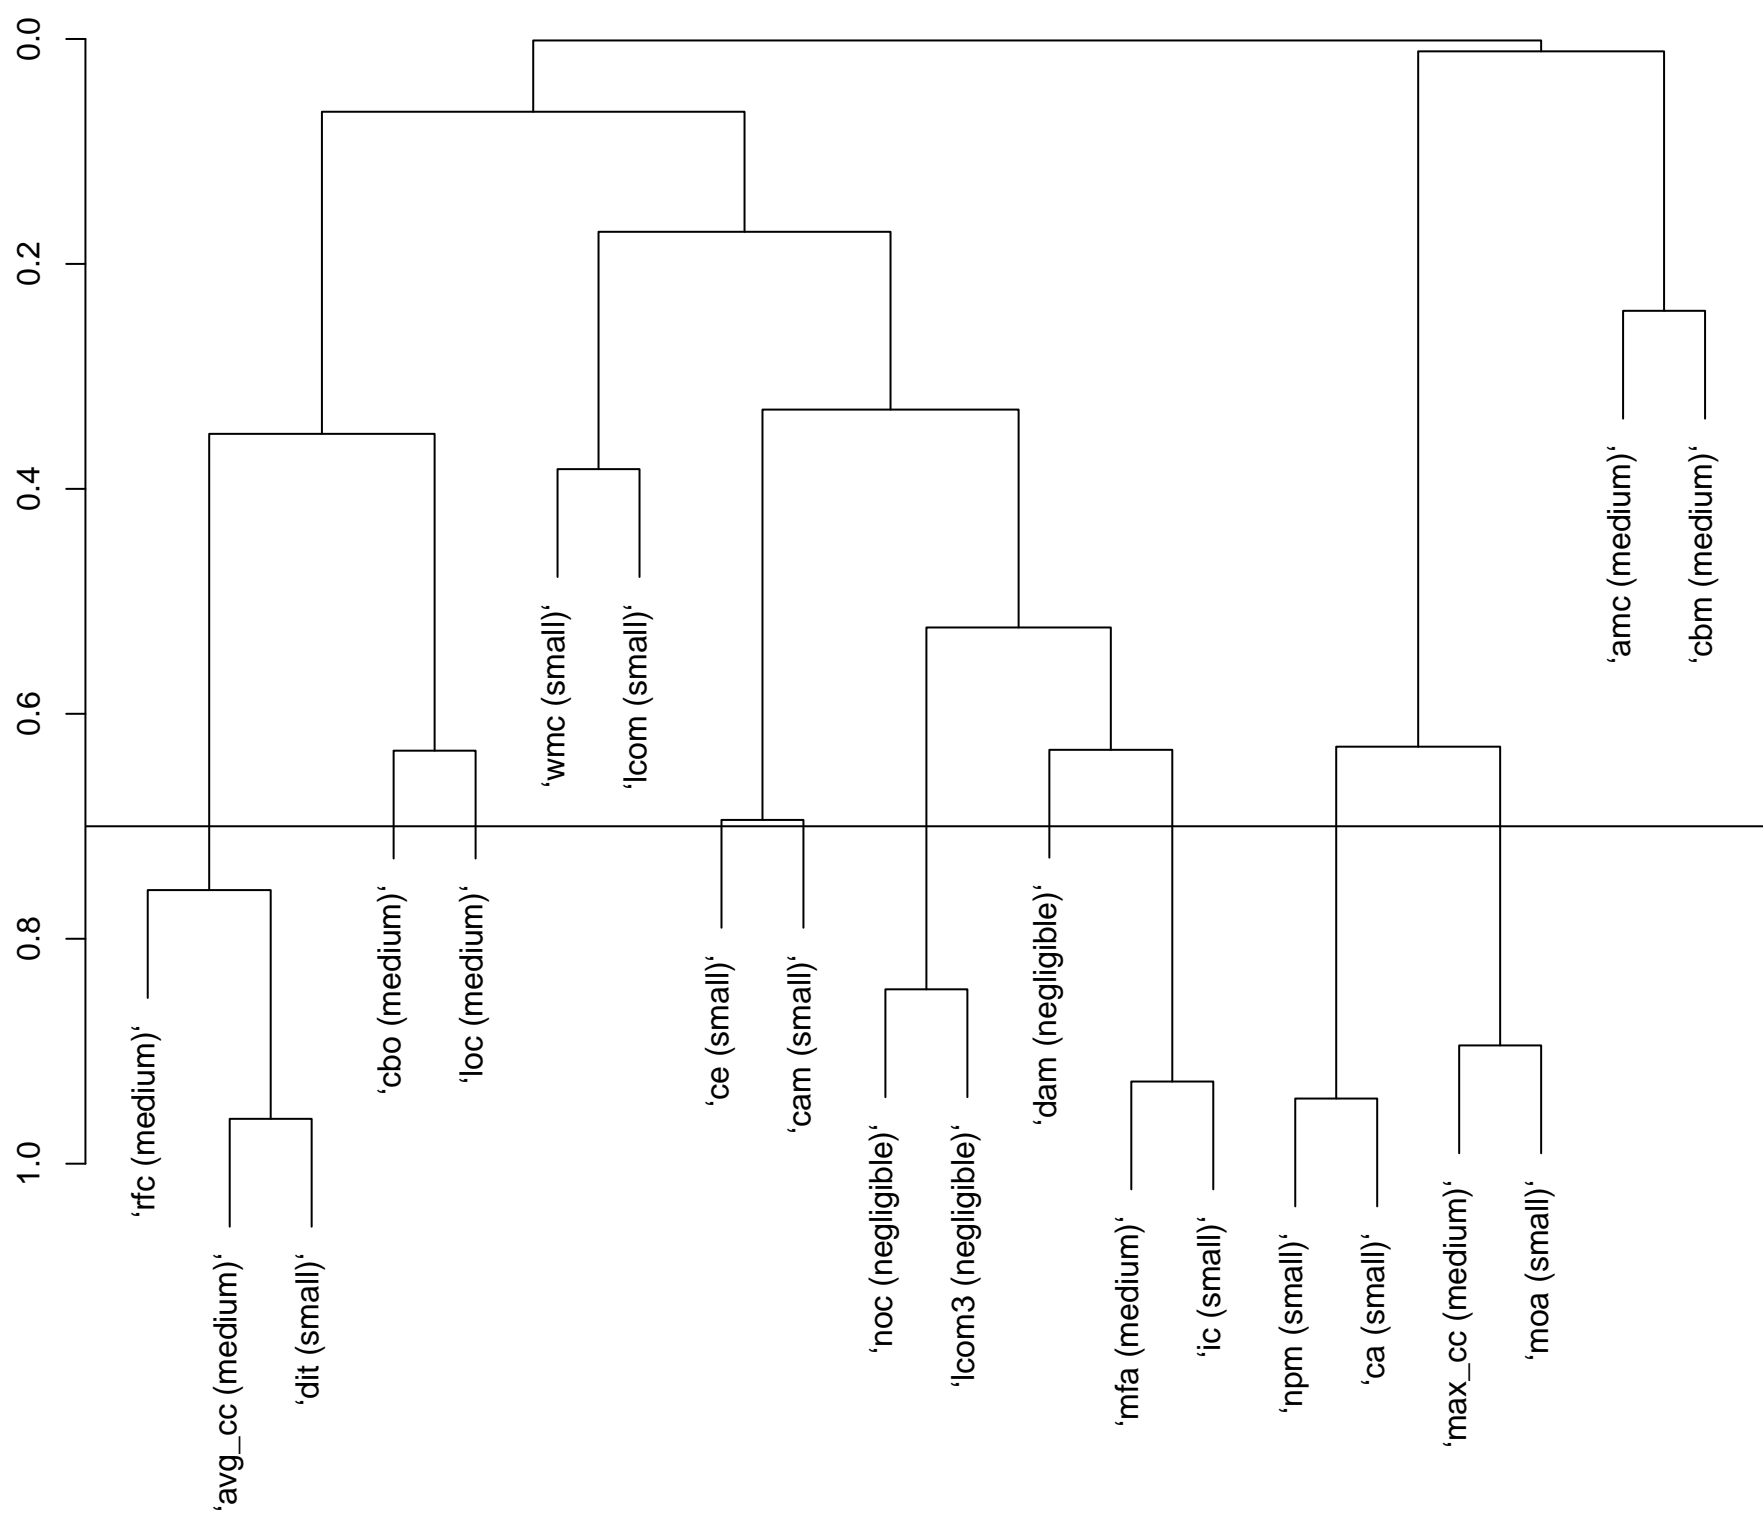 0.0
0.2
0.4
0.6
0.8
1.0
‘rfc (medium)‘
‘avg_cc (medium)‘
‘dit (small)‘
‘cbo (medium)‘
‘loc (medium)‘
‘wmc (small)‘
‘lcom (small)‘
‘ce (small)‘
‘cam (small)‘
‘noc (negligible)‘
‘lcom3 (negligible)‘
‘dam (negligible)‘
‘mfa (medium)‘
‘ic (small)‘
‘npm (small)‘
‘ca (small)‘
‘max_cc (medium)‘
‘moa (small)‘
‘amc (medium)‘
‘cbm (medium)‘